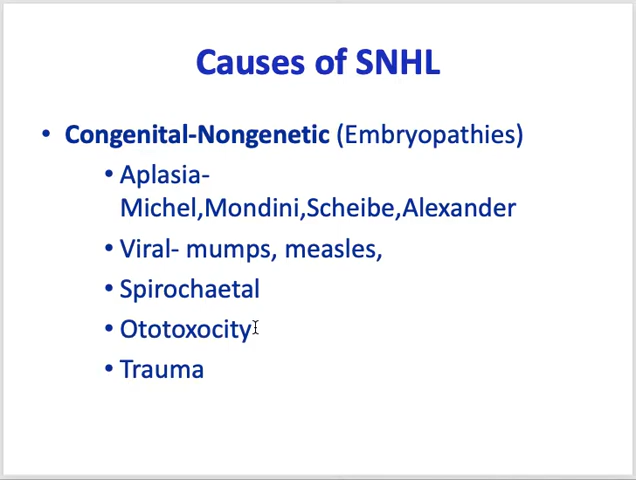 Causes of SNHL
• Congenital-Nongenetic (Embryopathies)
• Aplasia-
Michel,Mondini,Scheibe,Alexander
• Viral- mumps, measles,
• Spirochaetal
• Ototoxocity
• Trauma